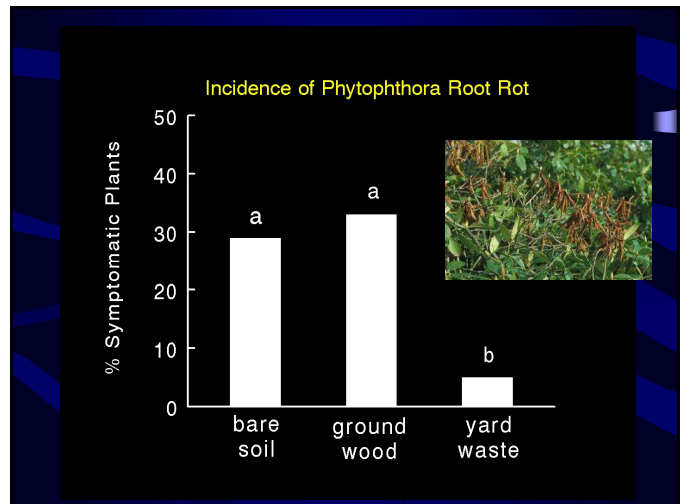 Incidence of Phytophthora Root Rot
% Symptomatic Plants
50
40
30
20
10
0
a
a
b
bare soil
ground wood
yard waste